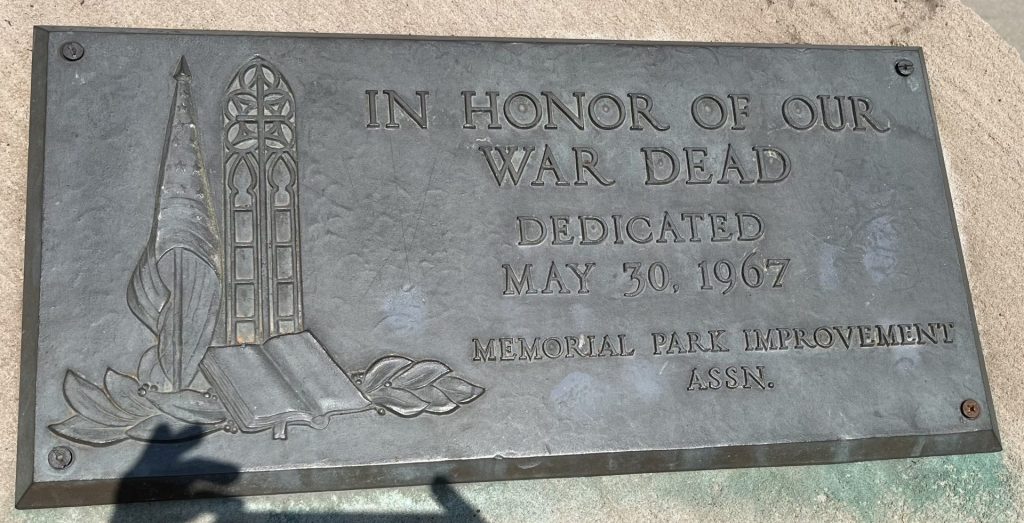 IN HONOR OF OUR
WAR DEAD
DEDICATED
MAY 30, 1967
MEMORIAL PARK IMPROVEMENT
ASSN.